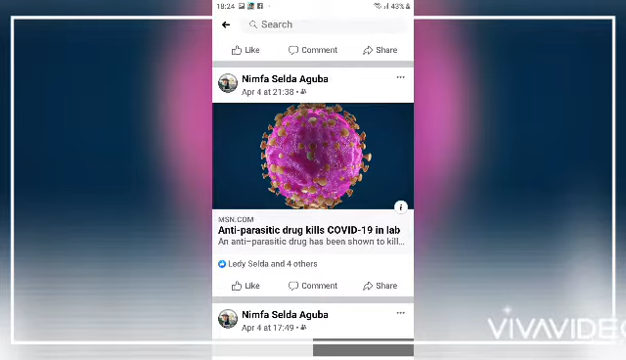 18:24
43%
Search
Like Comment Share
Nimfa Selda Aguba
Apr 4 at 21:38
MSN.COM
Anti-parasitic drug kills COVID-19 in lab
An anti-parasitic drug has been shown to kill...
Ledy Selda and 4 others
Like Comment Share
Nimfa Selda Aguba
Apr 4 at 17:49
VIVAVIDEO